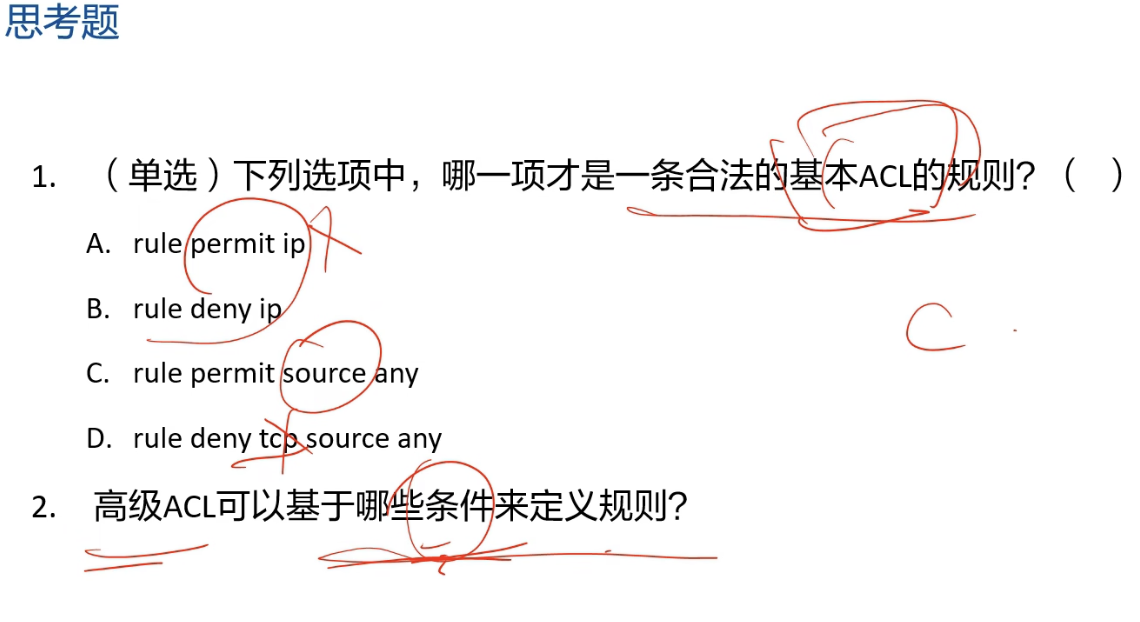 思考题
1. （单选）下列选项中，哪一项才是一条合法的基本ACL的规则？（ ）
A. rule permit ip
B. rule deny ip
C. rule permit source any
C
D. rule deny tcp source any
2. 高级ACL可以基于哪些条件来定义规则？